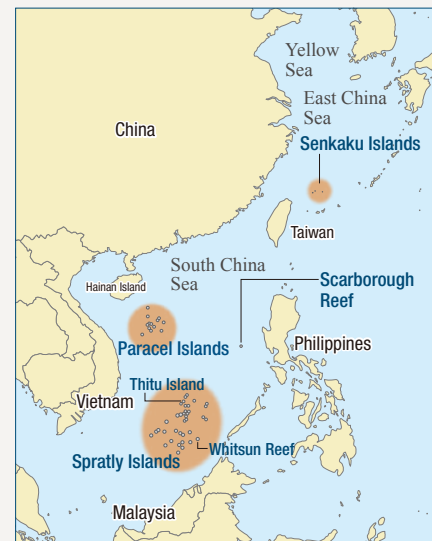 Yellow
Sea
East China
Sea
China
Senkaku Islands
Taiwan
South China
Sea
Hainan Island
Scarborough
Reef
Paracel Islands
Philippines
Thitu Island
Vietnam
Whitsun Reef
Spratly Islands
Malaysia